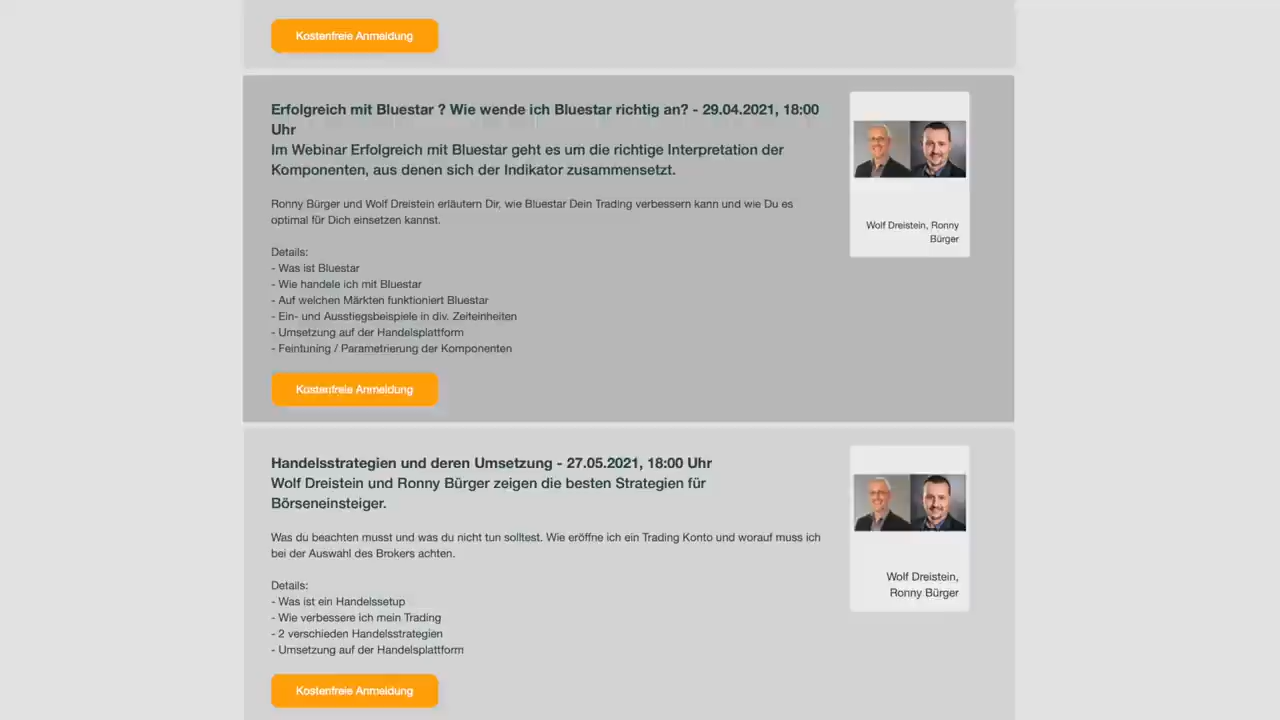 Kostenfreie Anmeldung
Erfolgreich mit Bluestar ? Wie wende ich Bluestar richtig an? - 29.04.2021, 18:00
Uhr
Im Webinar Erfolgreich mit Bluestar geht es um die richtige Interpretation der
Komponenten, aus denen sich der Indikator zusammensetzt.
Ronny Bürger und Wolf Dreistein erläutern Dir, wie Bluestar Dein Trading verbessern kann und wie Du es
optimal für Dich einsetzen kannst.
Details:
- Was ist Bluestar
- Wie handele ich mit Bluestar
- Auf welchen Märkten funktioniert Bluestar
- Ein- und Ausstiegsbeispiele in div. Zeiteinheiten
- Umsetzung auf der Handelsplattform
- Feintuning / Parametrierung der Komponenten
Kostenfreie Anmeldung
Wolf Dreistein, Ronny
Bürger
Handelsstrategien und deren Umsetzung - 27.05.2021, 18:00 Uhr
Wolf Dreistein und Ronny Bürger zeigen die besten Strategien für
Börseneinsteiger.
Was du beachten musst und was du nicht tun solltest. Wie eröffne ich ein Trading Konto und worauf muss ich
bei der Auswahl des Brokers achten.
Details:
- Was ist ein Handelssetup
- Wie verbessere ich mein Trading
- 2 verschieden Handelsstrategien
- Umsetzung auf der Handelsplattform
Kostenfreie Anmeldung
Wolf Dreistein,
Ronny Bürger